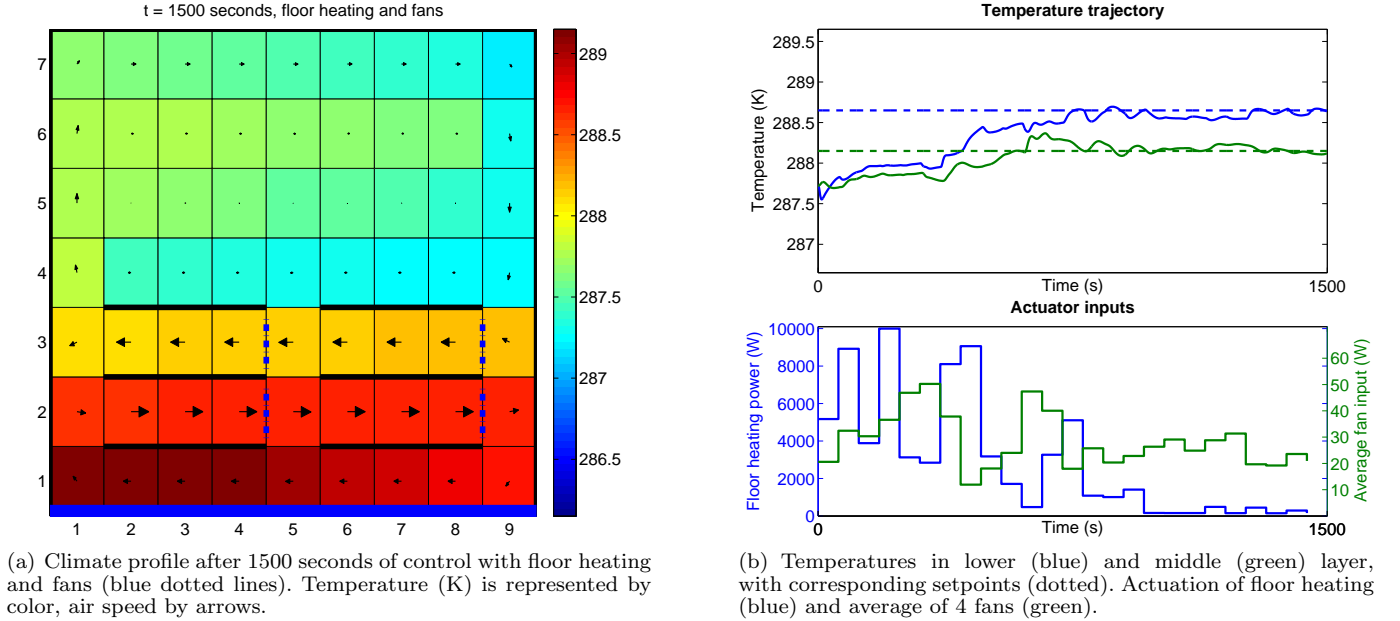 t = 1500 seconds, floor heating and fans
7
6
5
4
3
2
1
1 2 3 4 5 6 7 8 9
289
288.5
288
287.5
287
286.5
(a) Climate profile after 1500 seconds of control with floor heating
and fans (blue dotted lines). Temperature (K) is represented by
color, air speed by arrows.
Temperature trajectory
Temperature (K)
289.5
289
288.5
288
287.5
287
0 1500
Time (s)
Actuator inputs
Floor heating power (W)
10000
8000
6000
4000
2000
0
Average fan input (W)
60
50
40
30
20
10
0 1500
Time (s)
(b) Temperatures in lower (blue) and middle (green) layer,
with corresponding setpoints (dotted). Actuation of floor heating
(blue) and average of 4 fans (green).